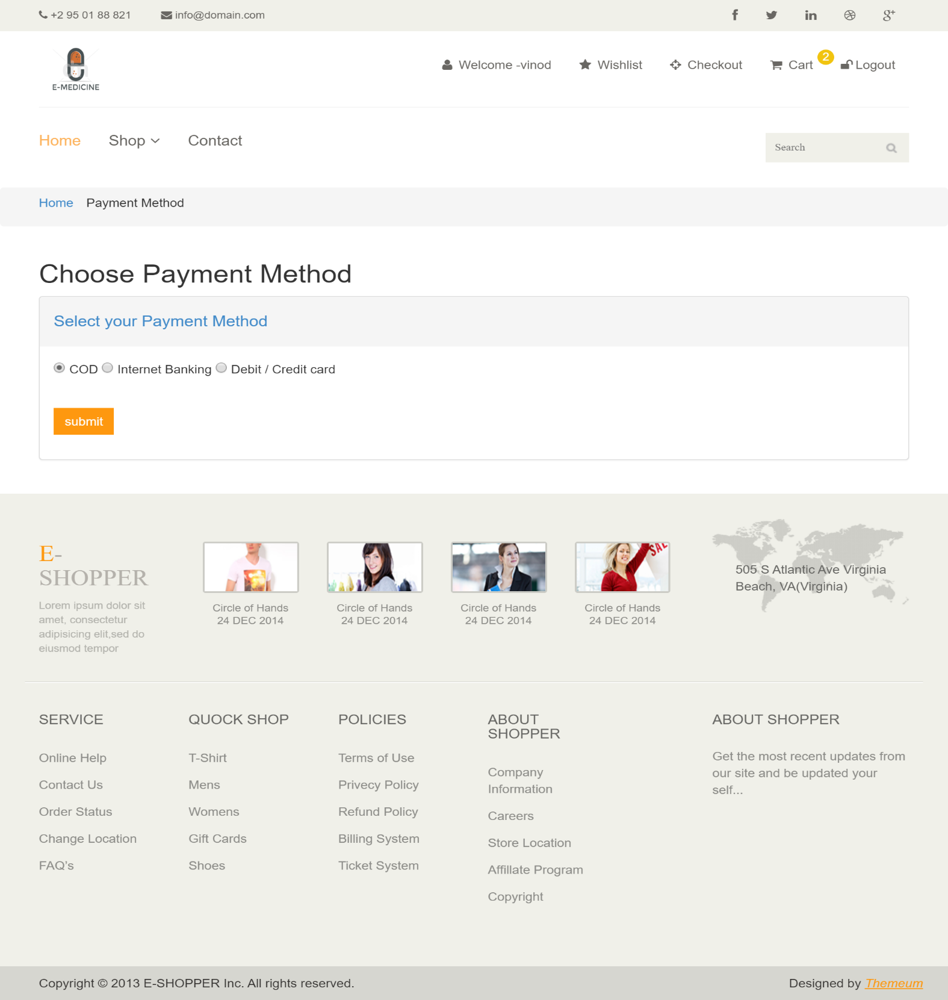 +2 95 01 88 821 info@domain.com
E-MEDICINE
Welcome -vinod Wishlist Checkout Cart 2 Logout
Home Shop Contact
Search
Home Payment Method
Choose Payment Method
Select your Payment Method
COD Internet Banking Debit / Credit card
submit
E-
SHOPPER
Lorem ipsum dolor sit
amet, consectetur
adipisicing elit,sed do
eiusmod tempor
Circle of Hands
24 DEC 2014
Circle of Hands
24 DEC 2014
Circle of Hands
24 DEC 2014
SALE
Circle of Hands
24 DEC 2014
505 S Atlantic Ave Virginia
Beach, VA(Virginia)
SERVICE
Online Help
Contact Us
Order Status
Change Location
FAQ’s
QUOCK SHOP
T-Shirt
Mens
Womens
Gift Cards
Shoes
POLICIES
Terms of Use
Privecy Policy
Refund Policy
Billing System
Ticket System
ABOUT
SHOPPER
Company
Information
Careers
Store Location
Affillate Program
Copyright
ABOUT SHOPPER
Get the most recent updates from
our site and be updated your
self...
Copyright © 2013 E-SHOPPER Inc. All rights reserved.
Designed by Themeum